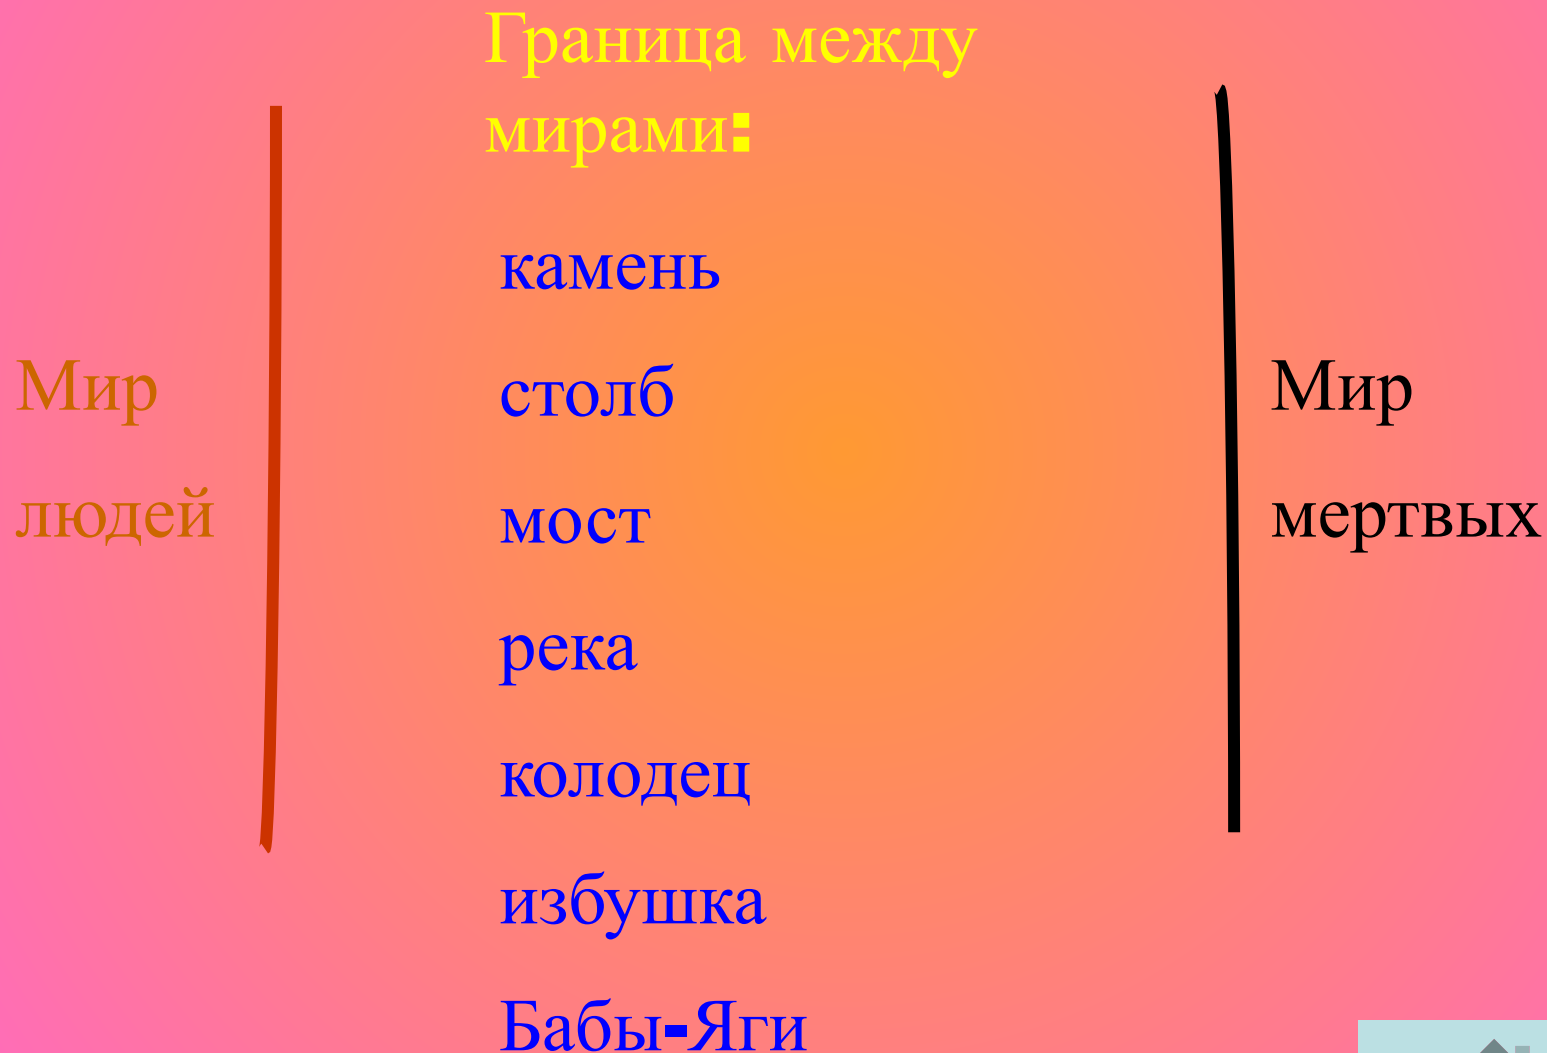 Граница между
мирами:
камень
Мир
столб
Мир
людей
мост
мертвых
река
колодец
избушка
Бабы-Яги